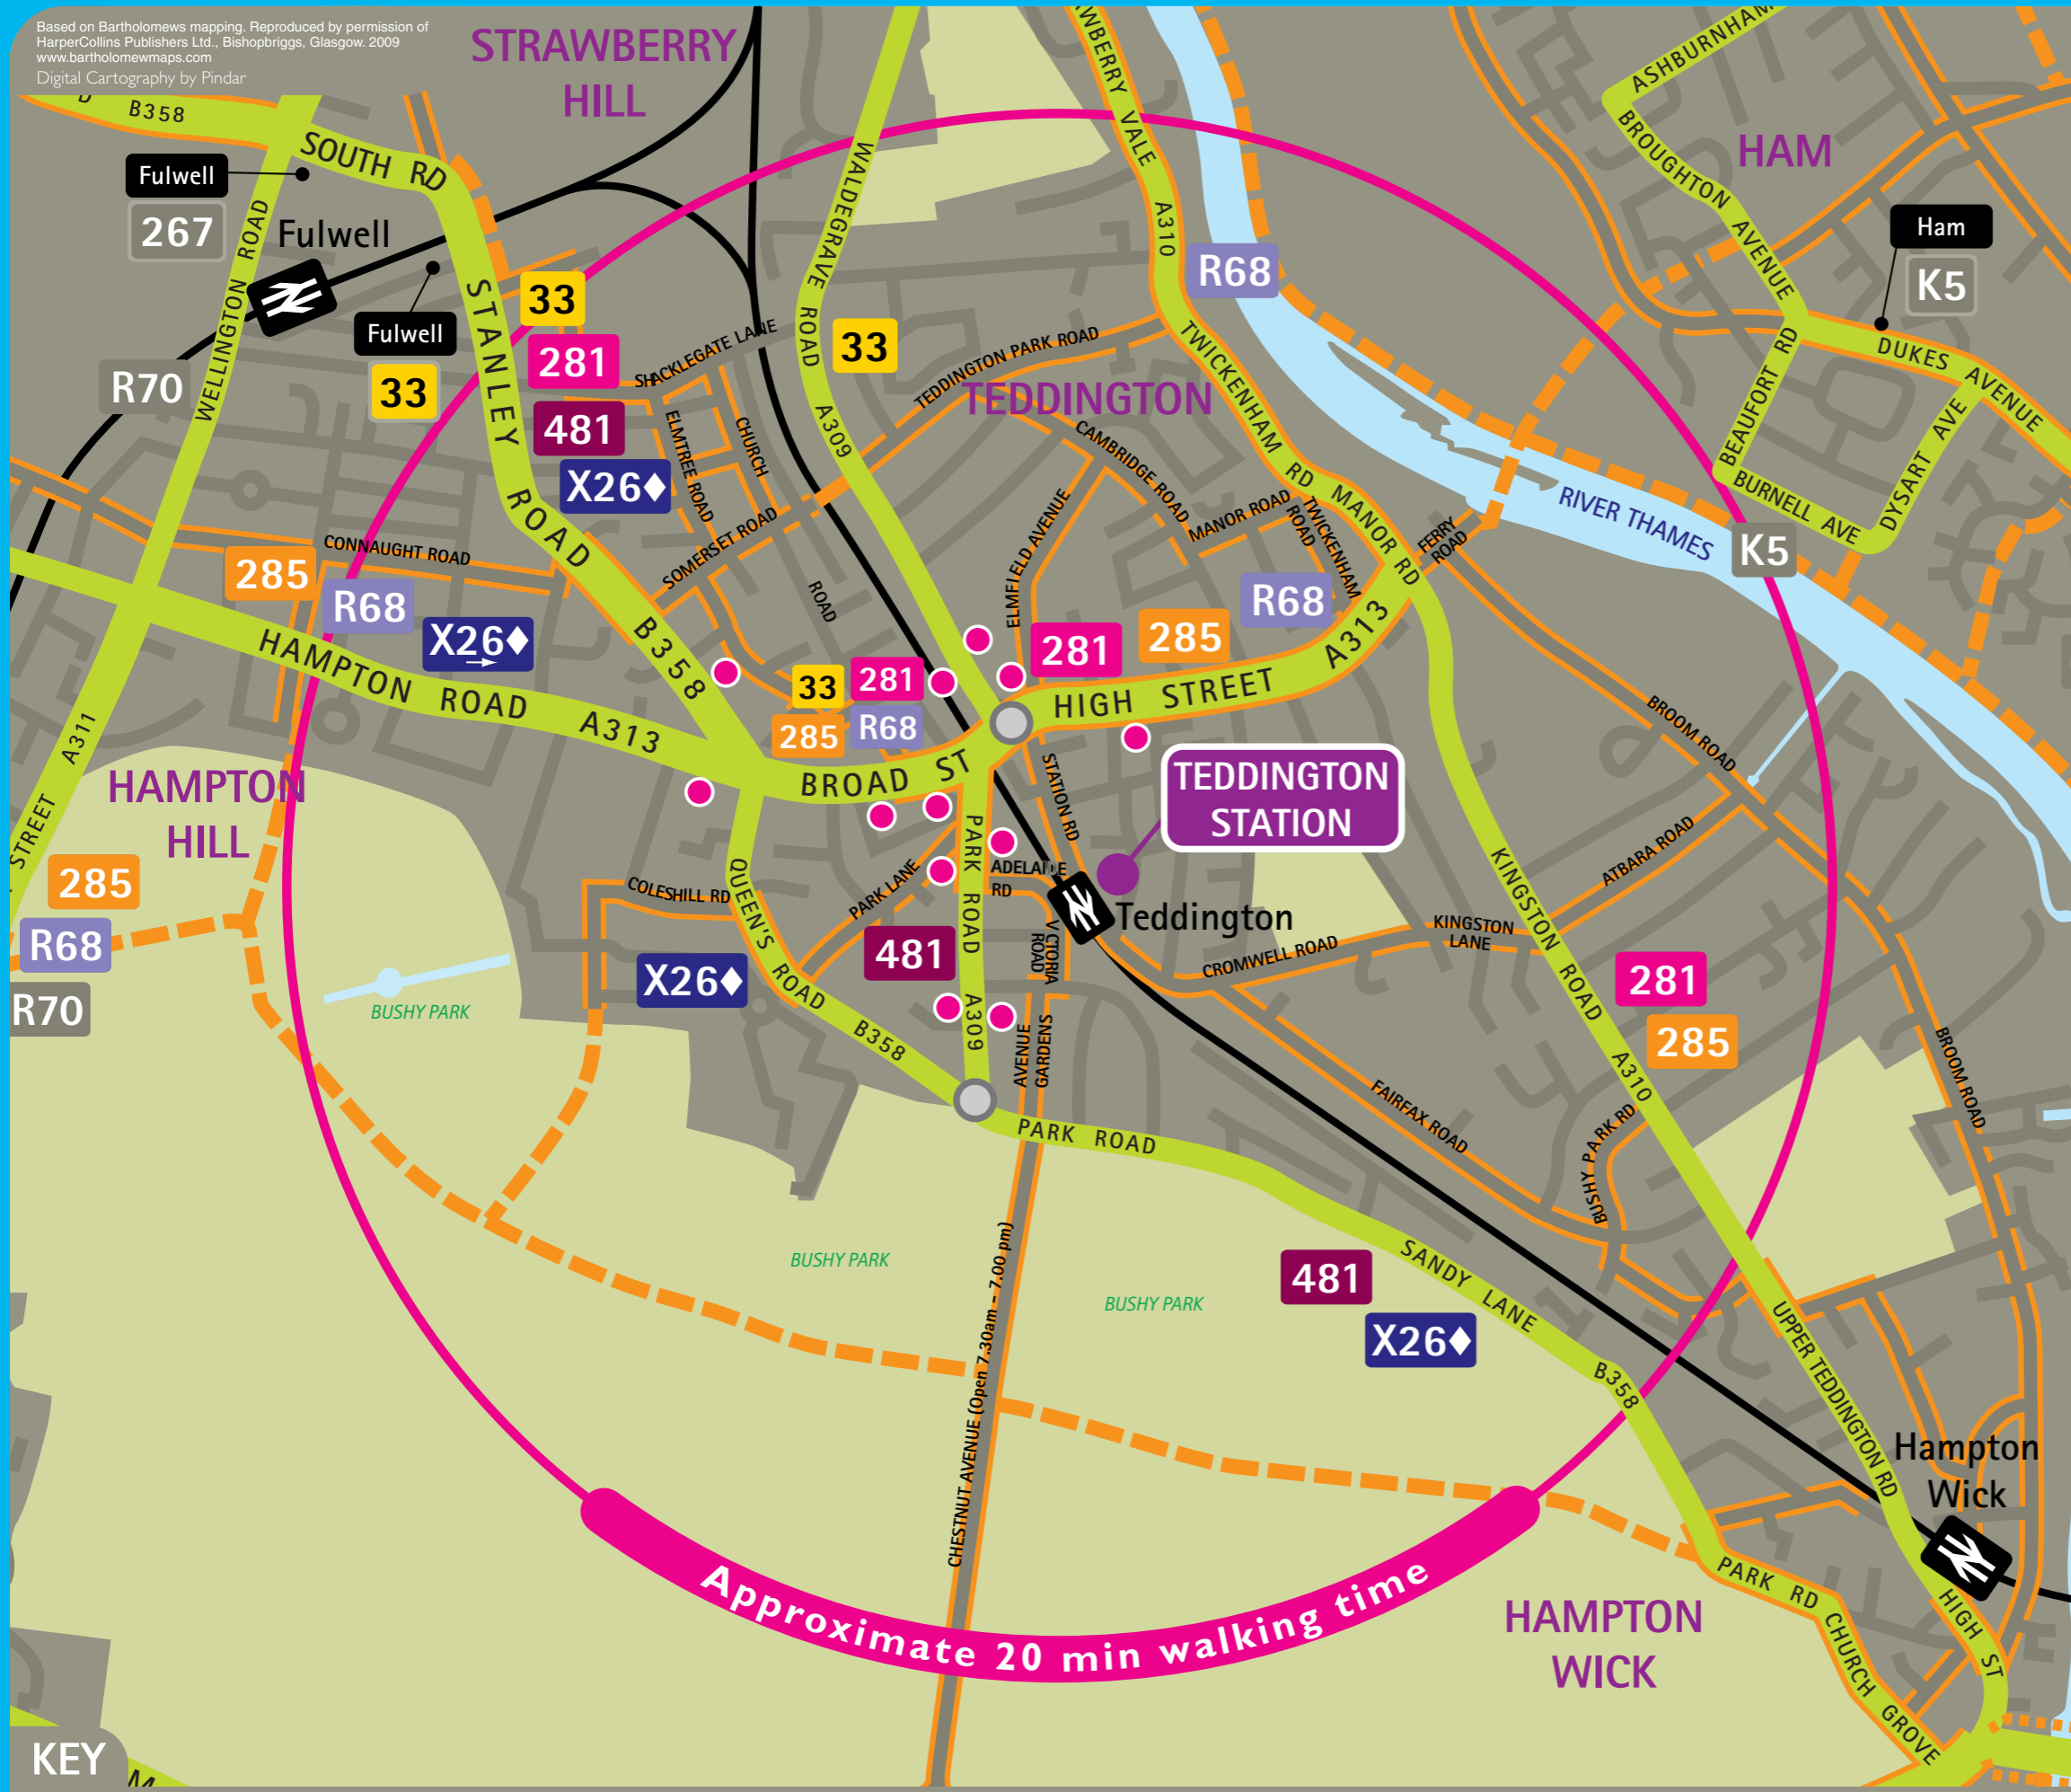 Based on Bartholomews mapping. Reproduced by permission of
HarperCollins Publishers Ltd., Bishopbriggs, Glasgow. 2009
www.bartholomewmaps.com
Digital Cartography by Pindar
STRAWBERRY
HILL
B358
SOUTH RD
Fulwell
267
Fulwell
WELLINGTON ROAD
R70
Fulwell
33
STANLEY ROAD
B358
33
281
481
X26♦
SHACKLEGATE LANE
ELMTREE ROAD
CHURCH
ROAD
SOMERSET ROAD
WALDEGRAVE ROAD
A309
33
TEDDINGTON PARK ROAD
TEDDINGTON
VALE
A310
R68
TWICKENHAM RD
CAMBRIDGE ROAD
ELMFIELD AVENUE
MANOR ROAD
TWICKENHAM
ROAD
MANOR RD
FERRY
ROAD
ASHBURNHAM
BROUGHTON AVENUE
HAM
Ham
K5
DUKES AVENUE
BEAUFORT RD
DYSART AVE
BURNELL AVE
RIVER THAMES
K5
CONNAUGHT ROAD
285
R68
X26♦
HAMPTON ROAD A313
A311
STREET
HAMPTON
HILL
285
R68
R70
33
281
285
R68
BROAD ST
281
285
R68
HIGH STREET
A313
TEDDINGTON
STATION
STATION RD
ADELAIDE
RD
Teddington
PARK LANE
PARK ROAD
A309
COLESHILL RD
QUEEN'S ROAD
B358
X26♦
481
VICTORIA
ROAD
AVENUE
GARDENS
CROMWELL ROAD
KINGSTON
LANE
ATBARA ROAD
BROOM ROAD
KINGSTON ROAD
A310
281
285
BROOM ROAD
FAIRFAX ROAD
BUSHY PARK RD
BUSHY PARK
BUSHY PARK
BUSHY PARK
PARK ROAD
SANDY LANE
B358
481
X26♦
CHESTNUT AVENUE (Open 7.30am – 7.00 pm)
UPPER TEDDINGTON RD
Hampton
Wick
HIGH ST
PARK RD
CHURCH GROVE
HAMPTON
WICK
Approximate 20 min walking time
KEY